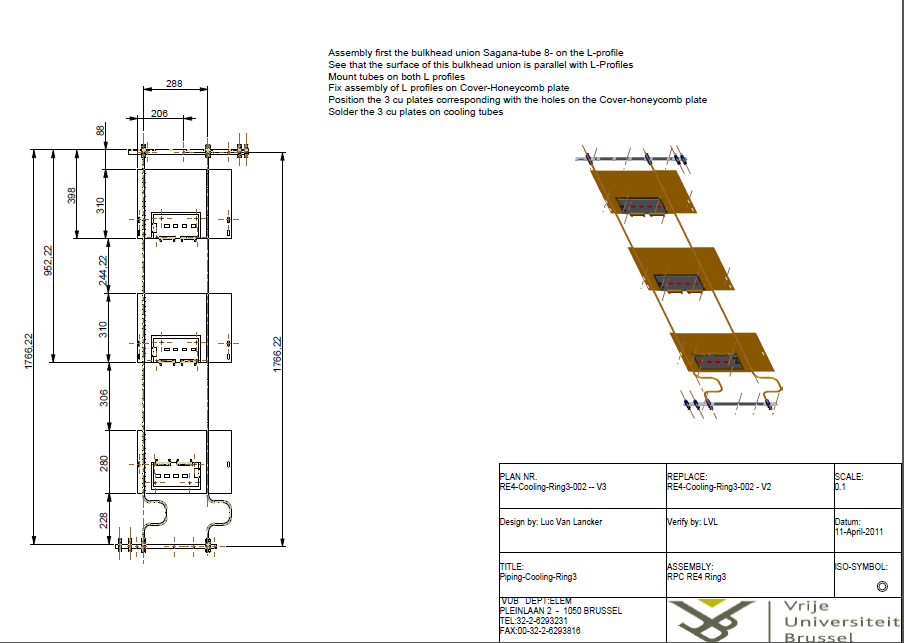 Assembly first the bulkhead union Sagana-tube 8- on the L-profile
See that the surface of this bulkhead union is parallel with L-Profiles
Mount tubes on both L profiles
Fix assembly of L profiles on Cover-Honeycomb plate
Position the 3 cu plates corresponding with the holes on the Cover-honeycomb plate
Solder the 3 cu plates on cooling tubes
288
206
88
398
310
952,22
244,22
310
1766,22
1766,22
306
280
228
PLAN NR.
RE4-Cooling-Ring3-002 -- V3
REPLACE:
RE4-Cooling-Ring3-002 - V2
SCALE:
0.1
Design by: Luc Van Lancker
Verify by: LVL
Datum:
11-April-2011
TITLE:
Piping-Cooling-Ring3
ASSEMBLY:
RPC RE4 Ring3
ISO-SYMBOL:
VUB DEPT:ELEM
PLEINLAAN 2 - 1050 BRUSSEL
TEL:32-2-6293231
FAX:00-32-2-6293816
Vrije
Universiteit
Brussel